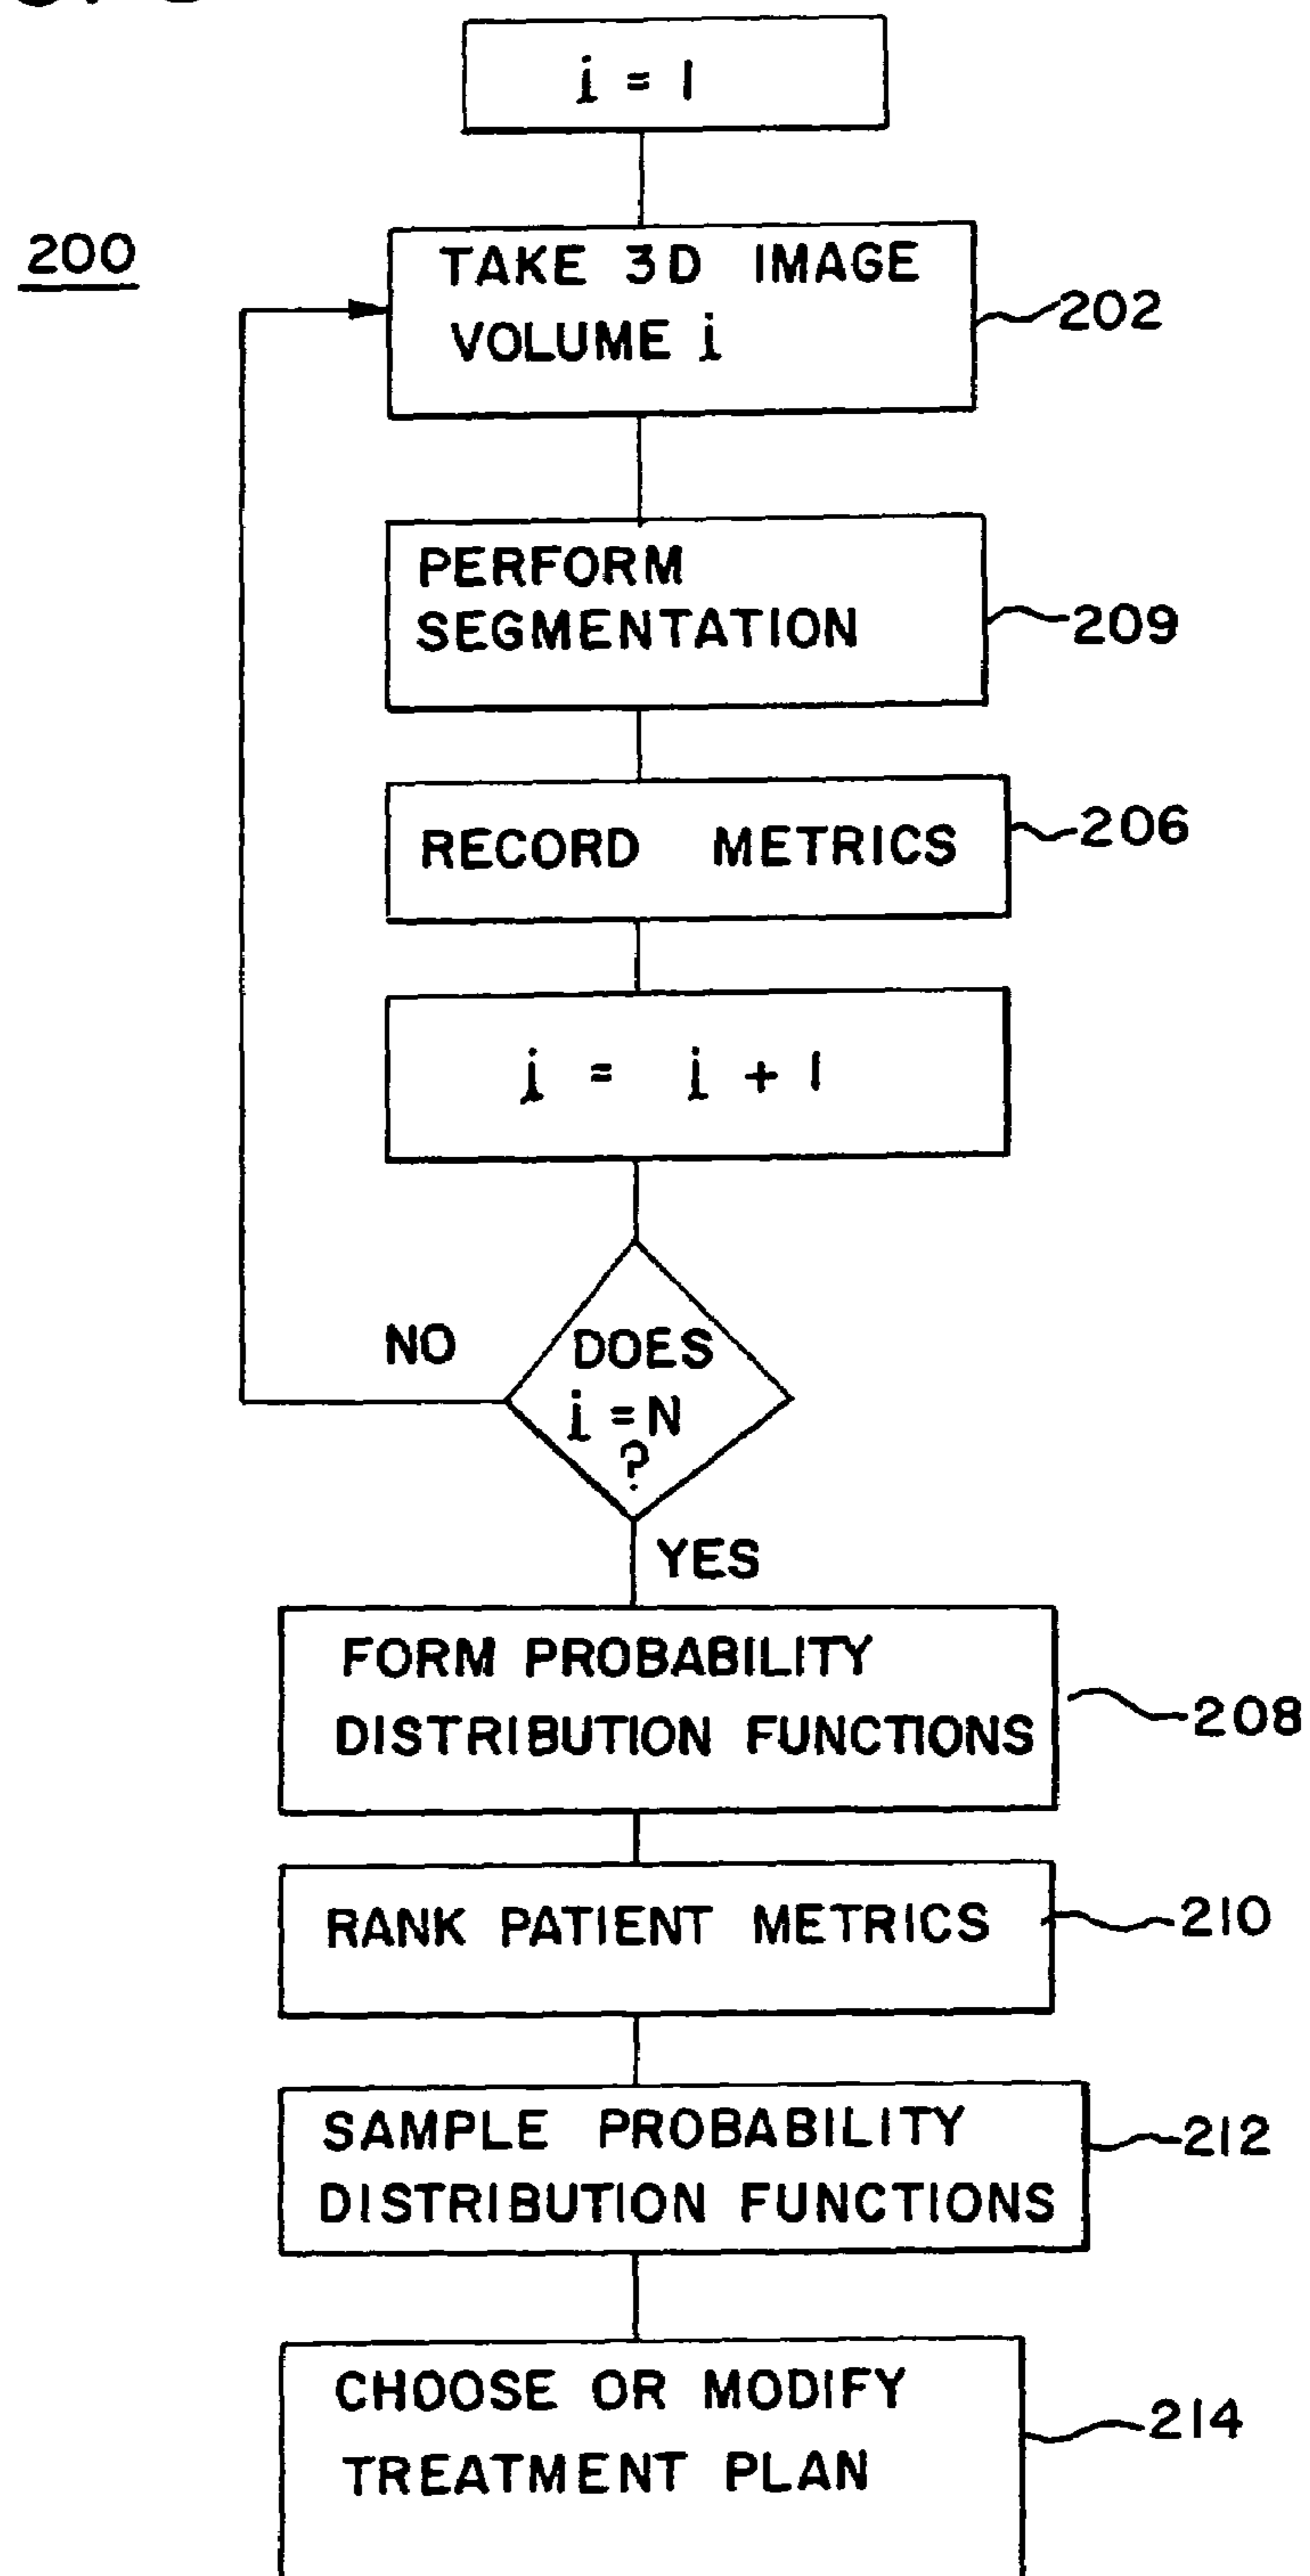 i = 1
200
TAKE 3D IMAGE
VOLUME i
202
PERFORM
SEGMENTATION
209
RECORD METRICS
206
i = i + 1
NO
DOES
i = N
?
YES
FORM PROBABILITY
DISTRIBUTION FUNCTIONS
208
RANK PATIENT METRICS
210
SAMPLE PROBABILITY
DISTRIBUTION FUNCTIONS
212
CHOOSE OR MODIFY
TREATMENT PLAN
214